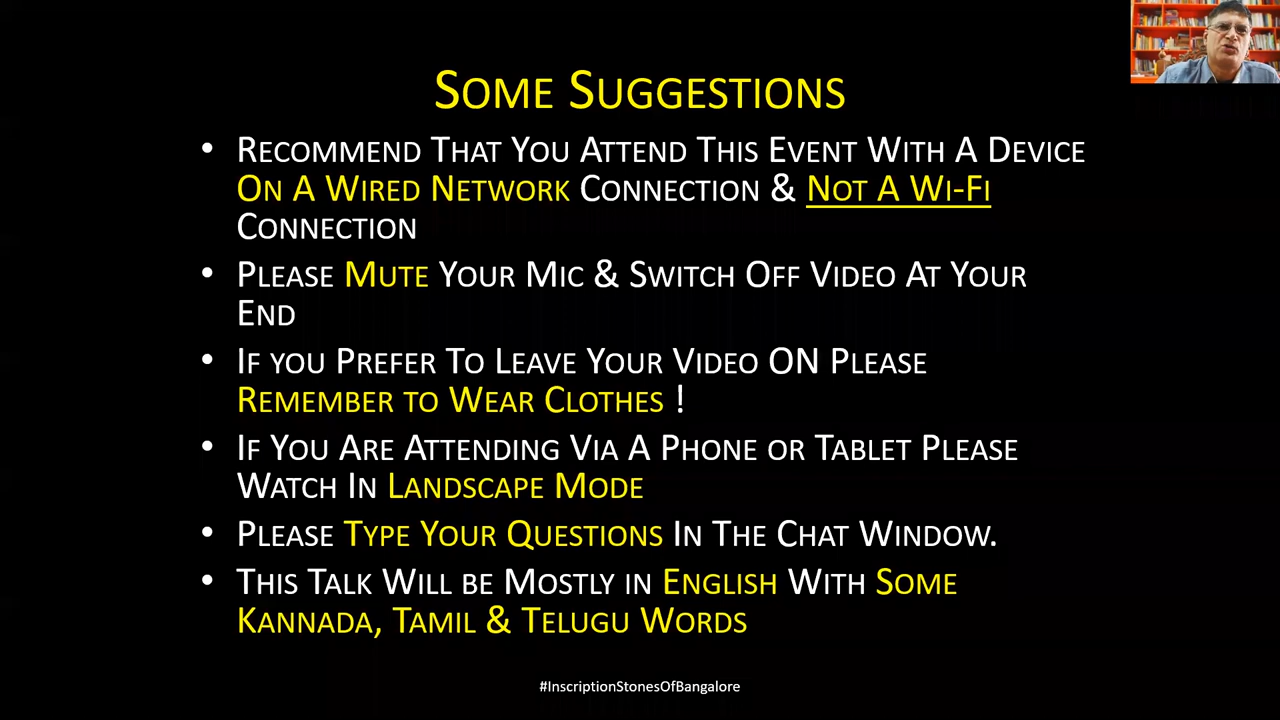 SOME SUGGESTIONS
• RECOMMEND THAT YOU ATTEND THIS EVENT WITH A DEVICE
ON A WIRED NETWORK CONNECTION & NOT A WI-FI
CONNECTION
• PLEASE MUTE YOUR MIC & SWITCH OFF VIDEO AT YOUR
END
• IF YOU PREFER TO LEAVE YOUR VIDEO ON PLEASE
REMEMBER TO WEAR CLOTHES !
• IF YOU ARE ATTENDING VIA A PHONE OR TABLET PLEASE
WATCH IN LANDSCAPE MODE
• PLEASE TYPE YOUR QUESTIONS IN THE CHAT WINDOW.
• THIS TALK WILL BE MOSTLY IN ENGLISH WITH SOME
KANNADA, TAMIL & TELUGU WORDS
#InscriptionStonesOfBangalore